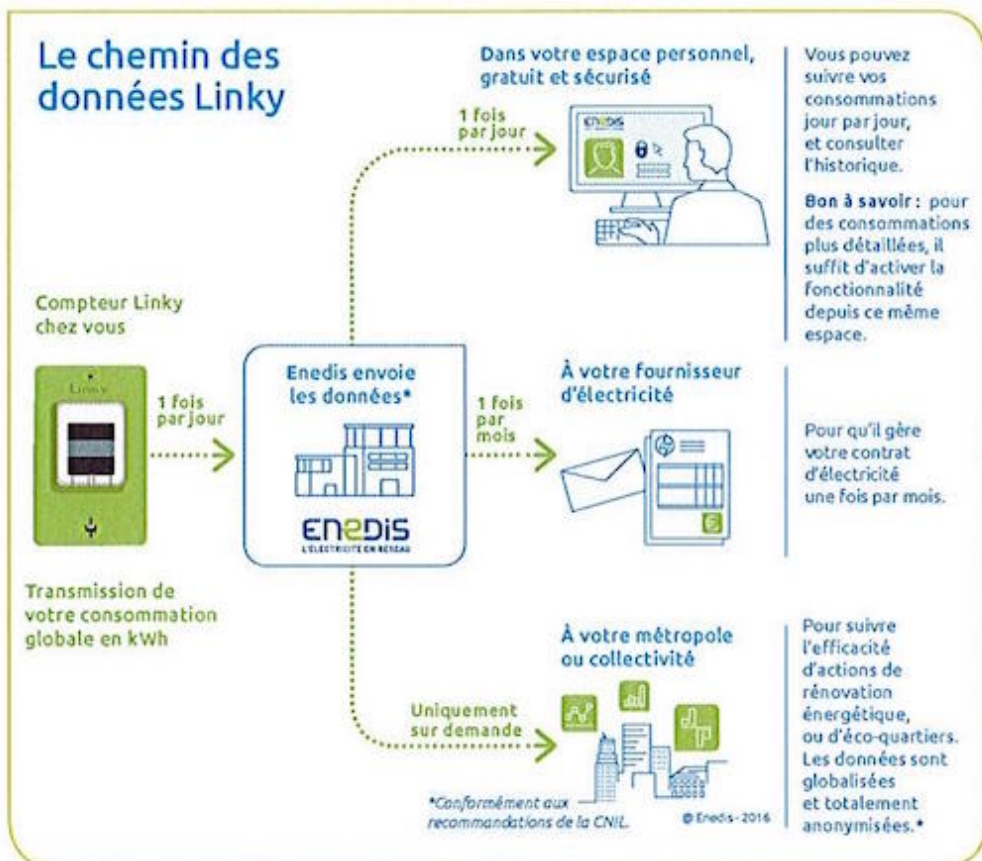 Le chemin des
données Linky
Dans votre espace personnel,
gratuit et sécurisé
1 fois
par jour
ENEDIS
Vous pouvez
suivre vos
consommations
jour par jour,
et consulter
l'historique.
Bon à savoir : pour
des consommations
plus détaillées, il
suffit d'activer la
fonctionnalité
depuis ce même
espace.
Compteur Linky
chez vous
Linky
1 fois
par jour
Transmission de
votre consommation
globale en kWh
Enedis envoie
les données*
ENEDIS
L'ÉLECTRICITÉ EN RÉSEAU
1 fois
par
mois
À votre fournisseur
d'électricité
Pour qu'il gère
votre contrat
d'électricité
une fois par mois.
Uniquement
sur demande
À votre métropole
ou collectivité
Pour suivre
l'efficacité
d'actions de
rénovation
énergétique,
ou d'éco-quartiers.
Les données sont
globalisées
et totalement
anonymisées.*
*Conformément aux
recommandations de la CNIL.
@ Enedis - 2016